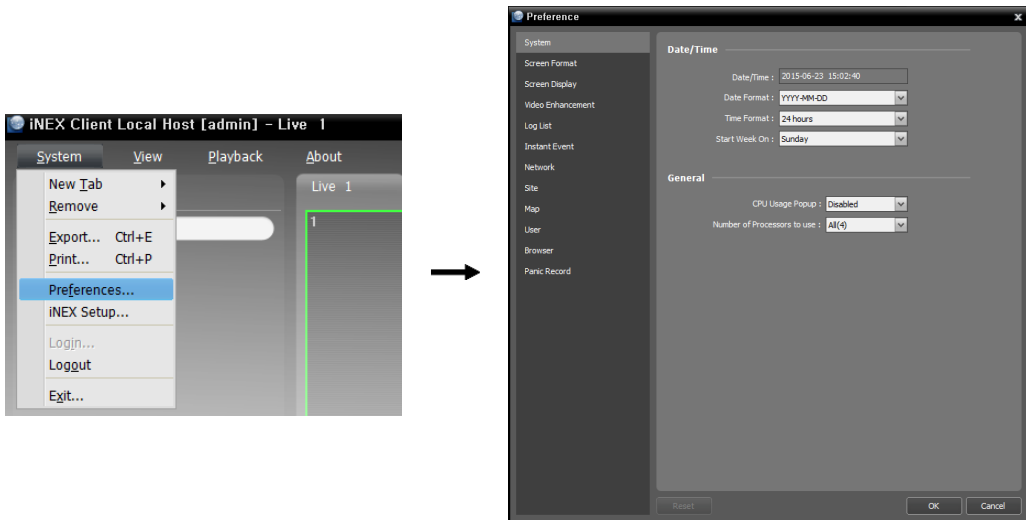 iNEX Client Local Host [admin] – Live 1
System View Playback About
New Tab
Remove
Export... Ctrl+E
Print... Ctrl+P
Preferences...
iNEX Setup...
Login...
Logout
Exit...
Live 1
1
Preference
System
Screen Format
Screen Display
Video Enhancement
Log List
Instant Event
Network
Site
Map
User
Browser
Panic Record
Date/Time
Date/Time : 2015-06-23 15:02:40
Date Format : YYYY-MM-DD
Time Format : 24 hours
Start Week On : Sunday
General
CPU Usage Popup : Disabled
Number of Processors to use : All(4)
Reset OK Cancel